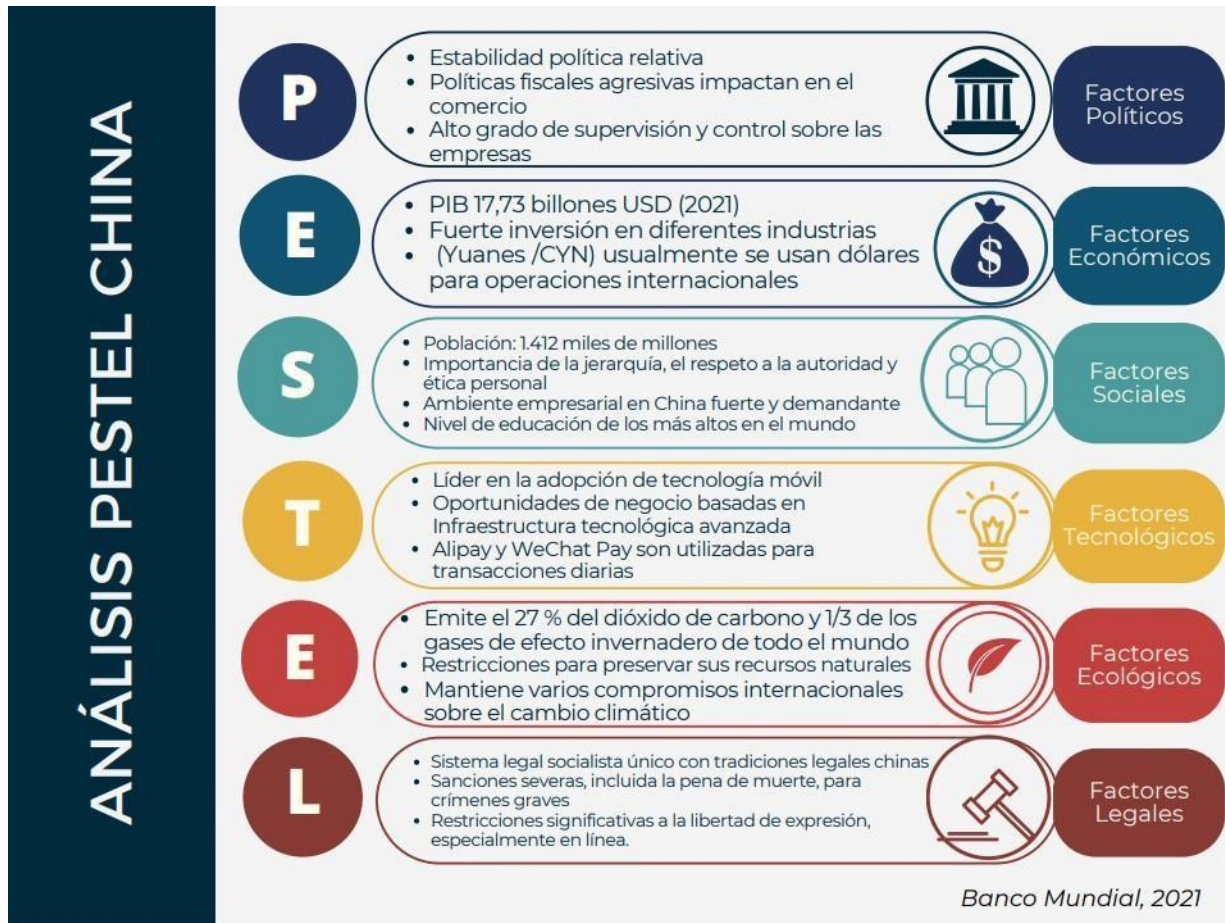 ANÁLISIS PESTEL CHINA
P
• Estabilidad política relativa
• Políticas fiscales agresivas impactan en el
comercio
• Alto grado de supervisión y control sobre las
empresas
Factores
Políticos
E
• PIB 17,73 billones USD (2021)
• Fuerte inversión en diferentes industrias
• (Yuanes /CYN) usualmente se usan dólares
para operaciones internacionales
$
Factores
Económicos
S
• Población: 1.412 miles de millones
• Importancia de la jerarquía, el respeto a la autoridad y
ética personal
• Ambiente empresarial en China fuerte y demandante
• Nivel de educación de los más altos en el mundo
Factores
Sociales
T
• Líder en la adopción de tecnología móvil
• Oportunidades de negocio basadas en
Infraestructura tecnológica avanzada
• Alipay y WeChat Pay son utilizadas para
transacciones diarias
Factores
Tecnológicos
E
• Emite el 27 % del dióxido de carbono y 1/3 de los
gases de efecto invernadero de todo el mundo
• Restricciones para preservar sus recursos naturales
• Mantiene varios compromisos internacionales
sobre el cambio climático
Factores
Ecológicos
L
• Sistema legal socialista único con tradiciones legales chinas
• Sanciones severas, incluida la pena de muerte, para
crímenes graves
• Restricciones significativas a la libertad de expresión,
especialmente en línea.
Factores
Legales
Banco Mundial, 2021